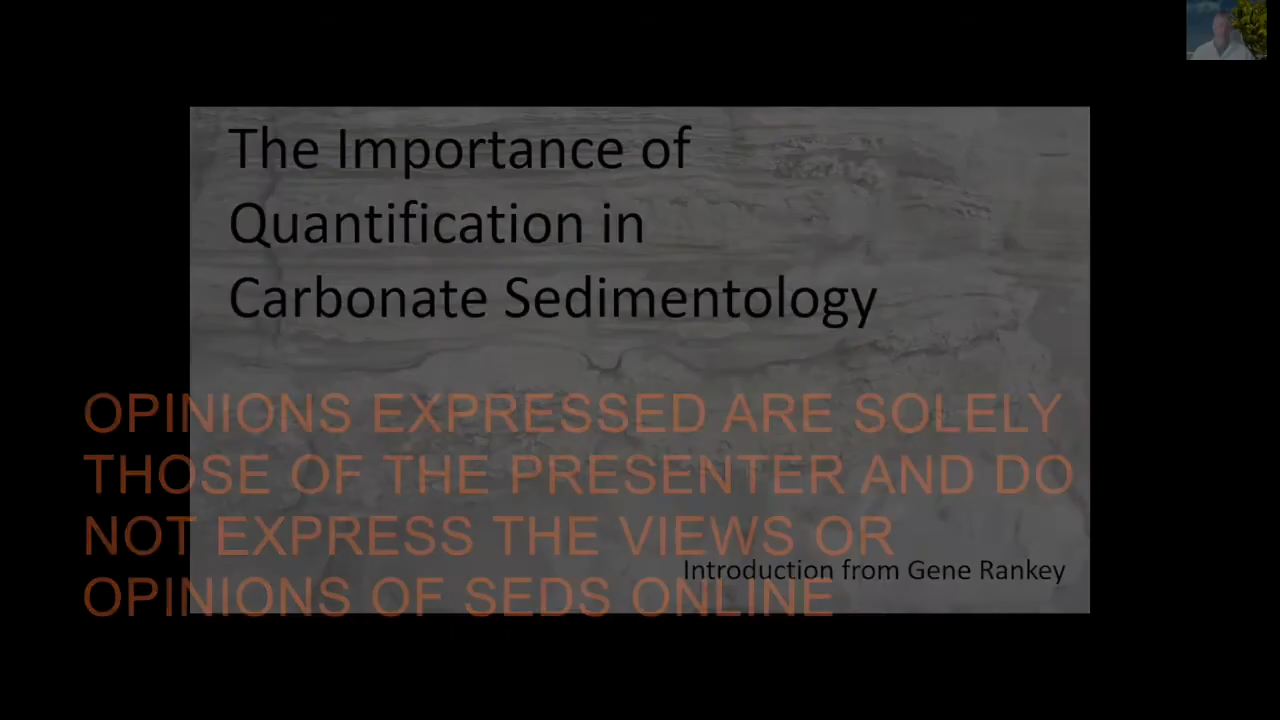 The Importance of
Quantification in
Carbonate Sedimentology
OPINIONS EXPRESSED ARE SOLELY
THOSE OF THE PRESENTER AND DO
NOT EXPRESS THE VIEWS OR
Introduction from Gene Rankey
OPINIONS OF SEDS ONLINE